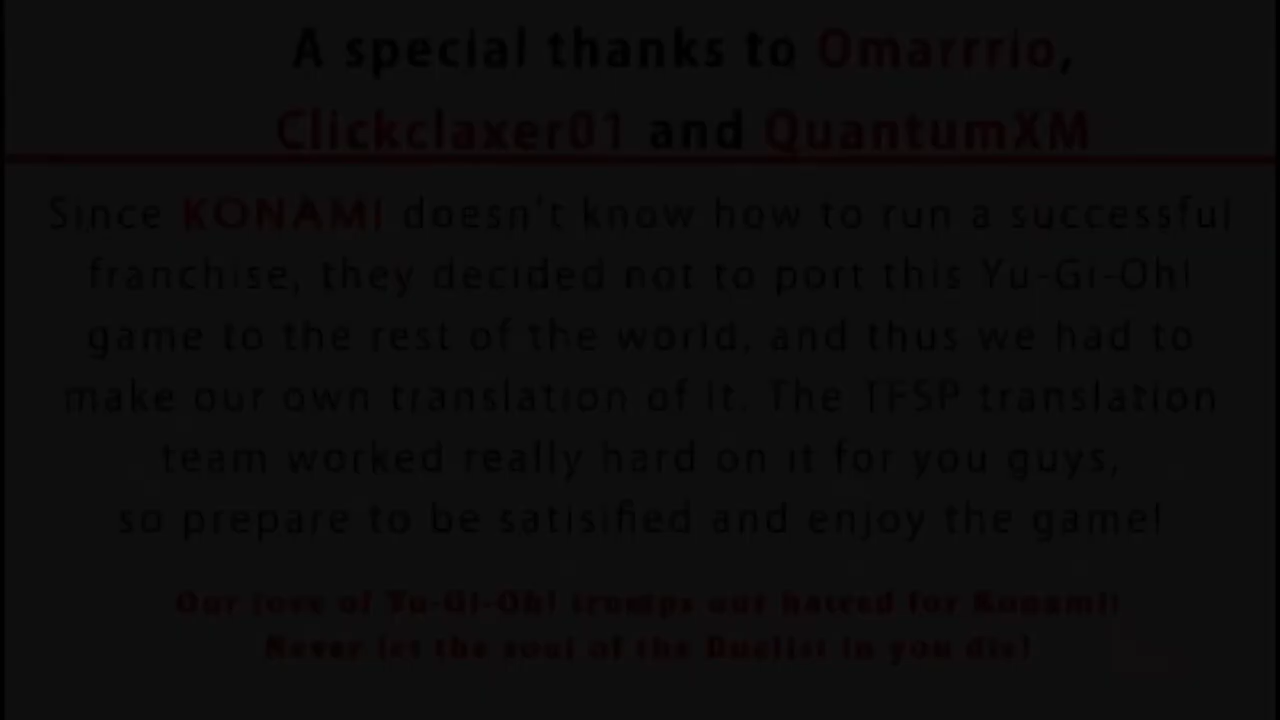 A special thanks to Omarrrio,
Clickclaxer01 and QuantumXM
Since KONAMI doesn't know how to run a successful
franchise, they decided not to port this Yu-Gi-Oh!
game to the rest of the world, and thus we had to
make our own translation of it. The TFSP translation
team worked really hard on it for you guys,
so prepare to be satisified and enjoy the game!
Our love of Yu-Gi-Oh! tromps our hatred for Konami!
Never let the soul of the Duelist in you die!